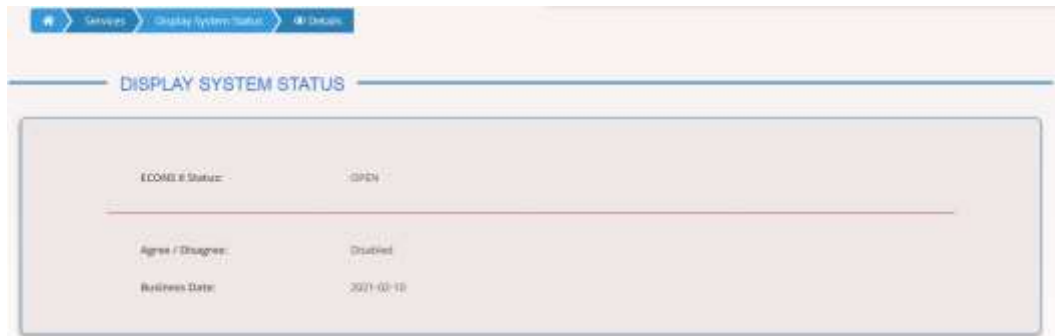 Services Display System Status Details
DISPLAY SYSTEM STATUS
ECONS II Status: OPEN
Agree / Disagree: Disabled
Business Date: 2021-02-10